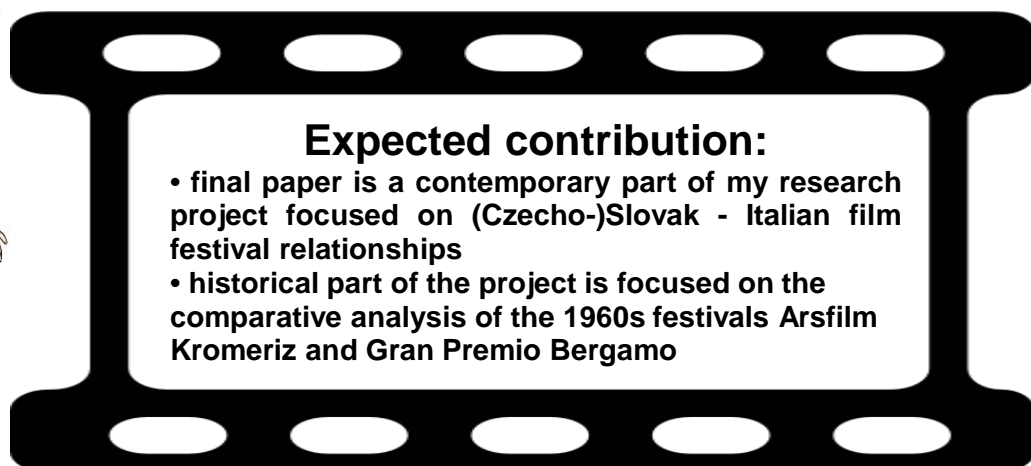 Expected contribution:
• final paper is a contemporary part of my research
project focused on (Czecho-)Slovak - Italian film
festival relationships
• historical part of the project is focused on the
comparative analysis of the 1960s festivals Arsfilm
Kromeriz and Gran Premio Bergamo